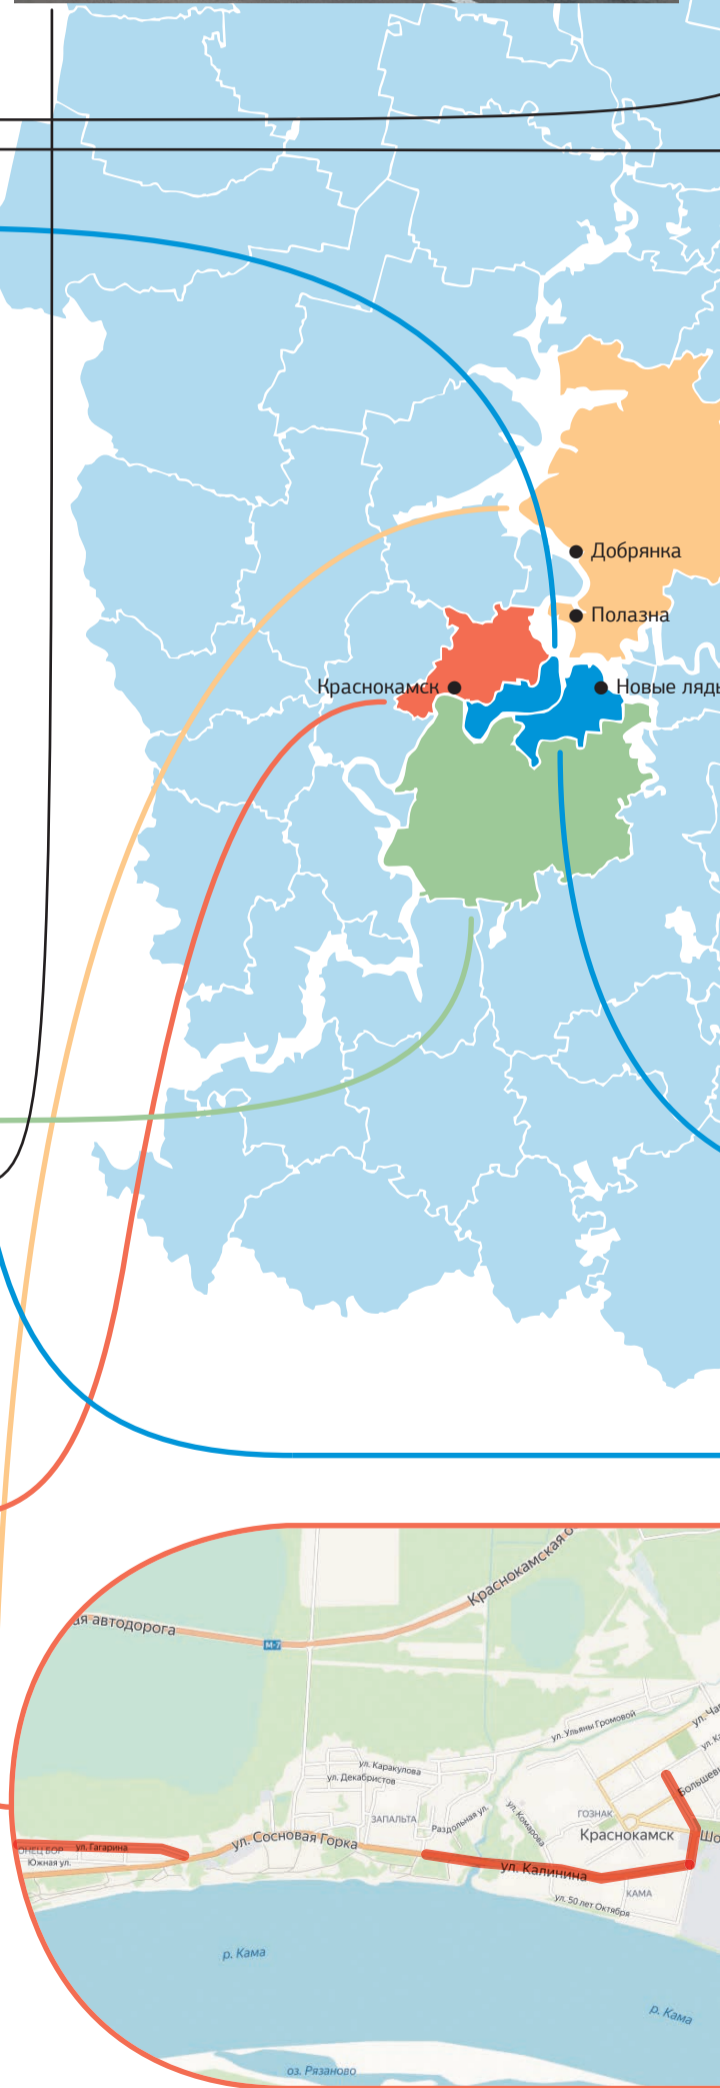 Добрянка
Полазна
Краснокамск
Новые
Краснокамская
автодорога
М-7
ул. Ульяны Громовой
ул. Каракулова
ул. Декабристов
ЗАПАЛЬТА
Раздольная ул.
ул. Комарова
ГОЗНАК
Краснокамск
ул. Гагарина
Южная ул.
ул. Сосновая Горка
ул. Калинина
КАМА
ул. 50 лет Октября
р. Кама
р. Кама
оз. Рязаново